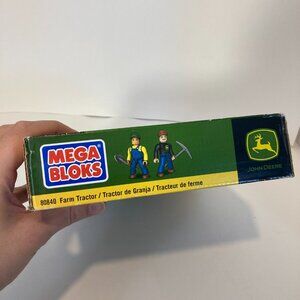 MEGA
BLOKS
JOHN DEERE
80840 Farm Tractor / Tractor de Granja / Tracteur de ferme